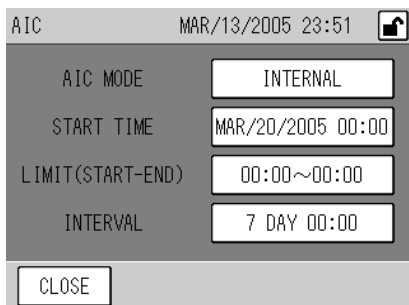 AIC MAR/13/2005 23:51
AIC MODE INTERNAL
START TIME MAR/20/2005 00:00
LIMIT(START-END) 00:00～00:00
INTERVAL 7 DAY 00:00
CLOSE